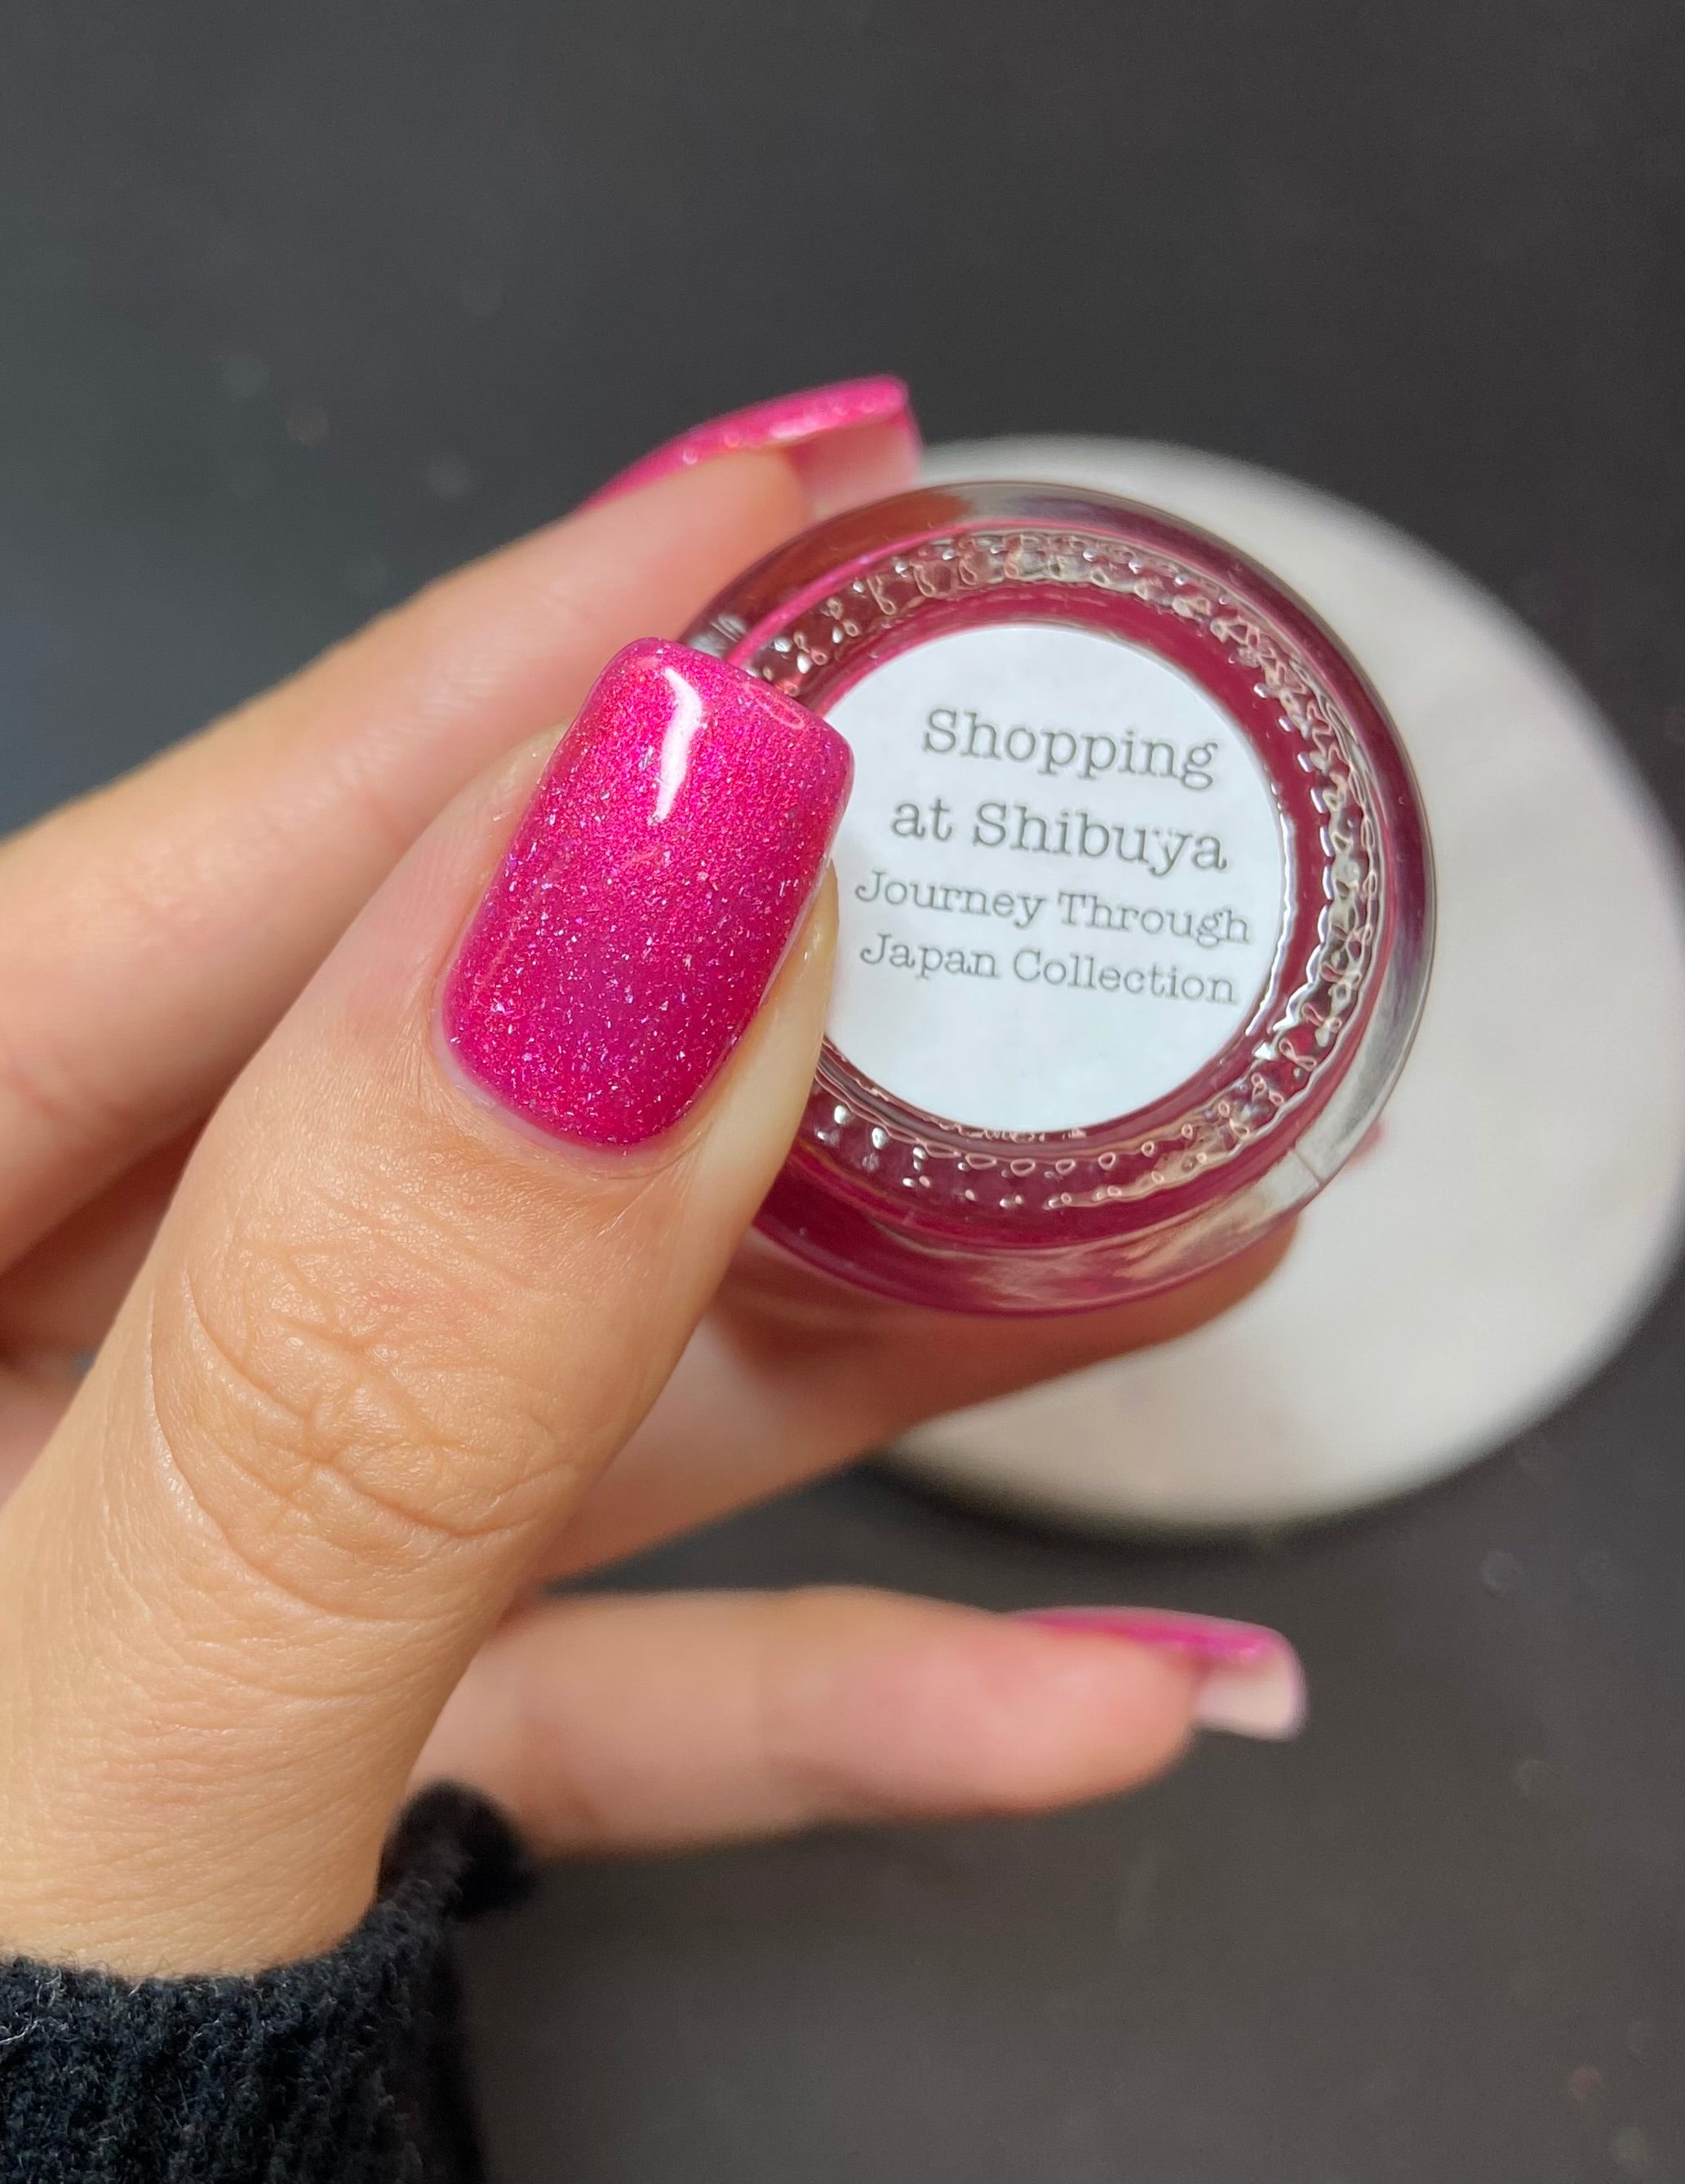 Shopping
at Shibuya
Journey Through
Japan Collection